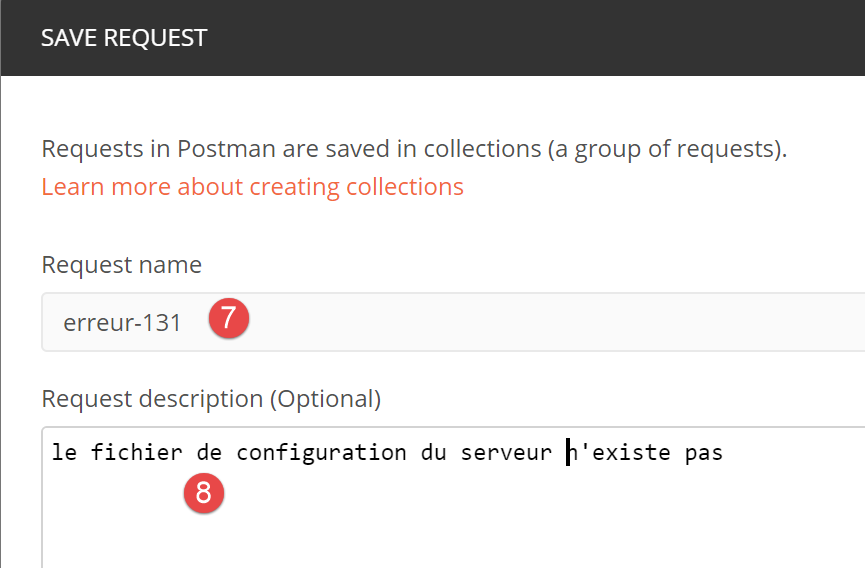 SAVE REQUEST
Requests in Postman are saved in collections (a group of requests).
Learn more about creating collections
Request name
erreur-131 7
Request description (Optional)
le fichier de configuration du serveur n'existe pas
8